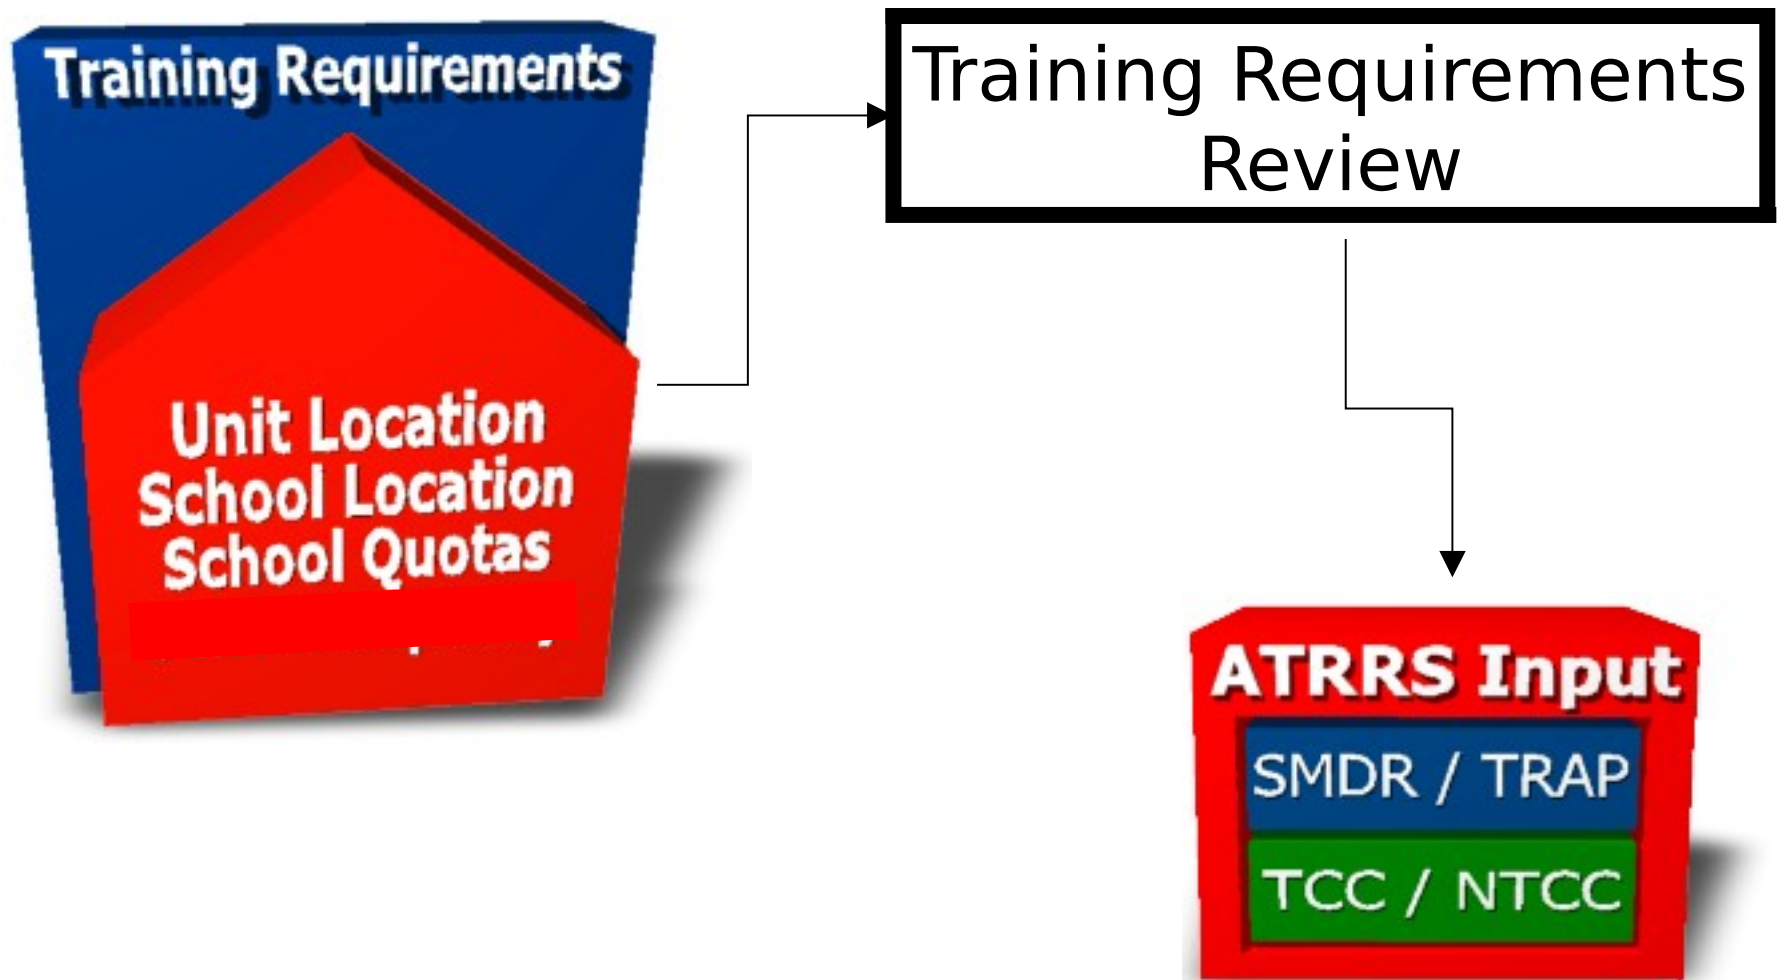 Training Requirements
Unit Location
School Location
School Quotas
Training Requirements
Review
ATRRS Input
SMDR / TRAP
TCC / NTCC